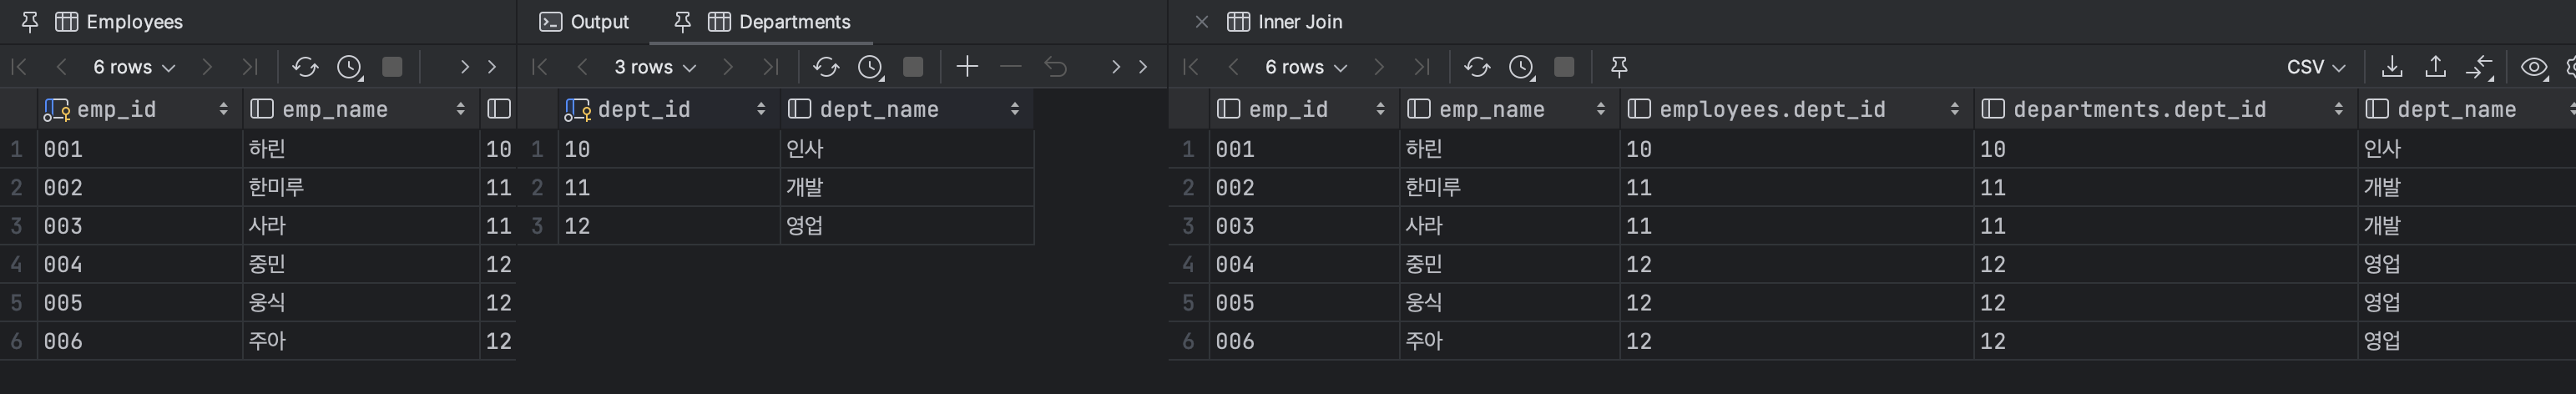 Employees
6 rows
emp_id emp_name
1 001 하린 10
2 002 한미루 11
3 003 사라 11
4 004 중민 12
5 005 웅식 12
6 006 주아 12
Output Departments
3 rows
dept_id dept_name
1 10 인사
2 11 개발
3 12 영업
Inner Join
6 rows CSV
emp_id emp_name employees.dept_id departments.dept_id dept_name
1 001 하린 10 10 인사
2 002 한미루 11 11 개발
3 003 사라 11 11 개발
4 004 중민 12 12 영업
5 005 웅식 12 12 영업
6 006 주아 12 12 영업